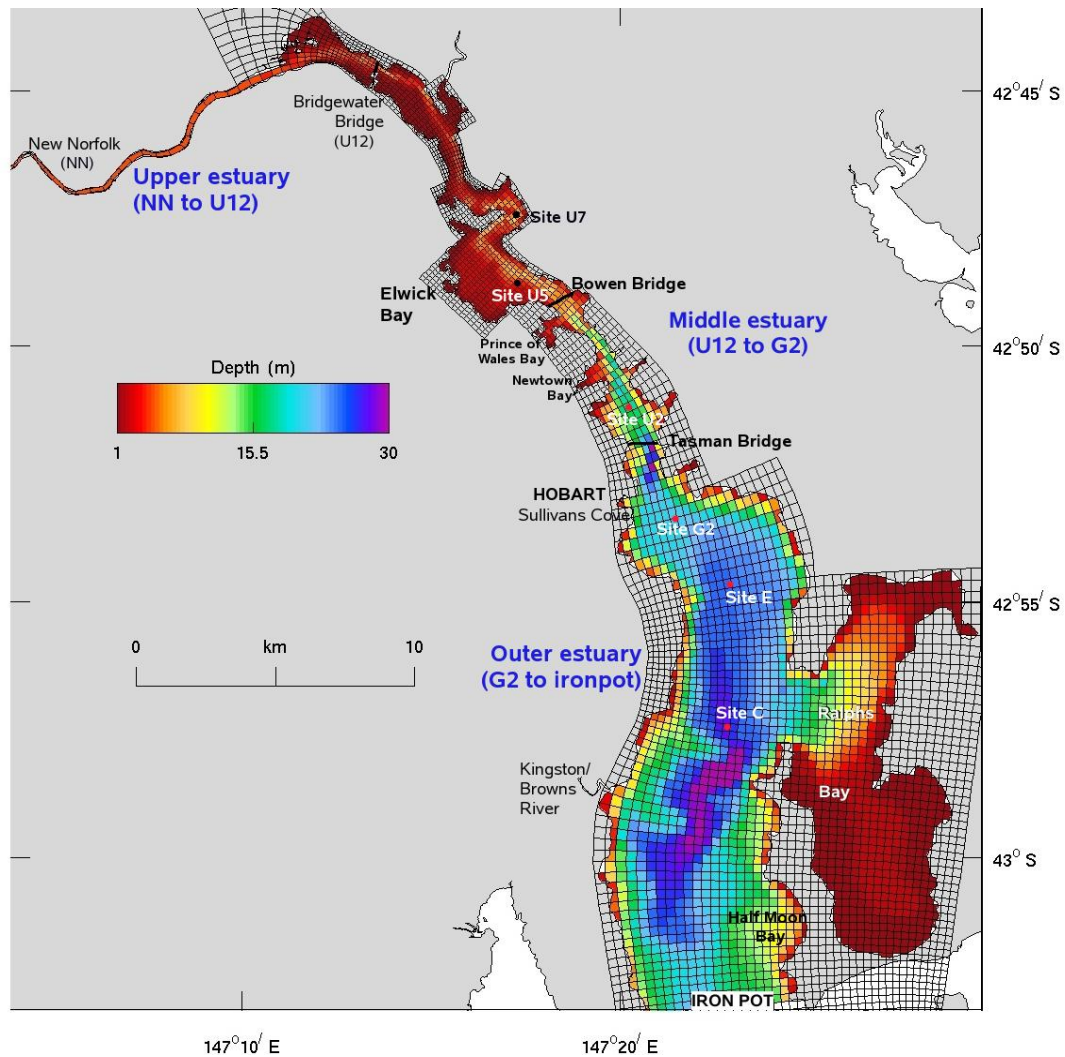 42° 45' S
Bridgewater
Bridge
(U12)
New Norfolk
(NN)
Upper estuary
(NN to U12)
Site U7
Elwick
Bay
Site U5
Bowen Bridge
Prince of
Wales Bay
Middle estuary
(U12 to G2)
42° 50' S
Newtown
Bay
Depth (m)
1 15.5 30
Site U2
Tasman Bridge
HOBART
Sullivans Cove
Site G2
Site E
42° 55' S
0 km 10
Outer estuary
(G2 to ironpot)
Site C
Ralphs
Bay
Kingston/
Browns
River
43° S
Half Moon
Bay
IRON POT
147° 10' E 147° 20' E